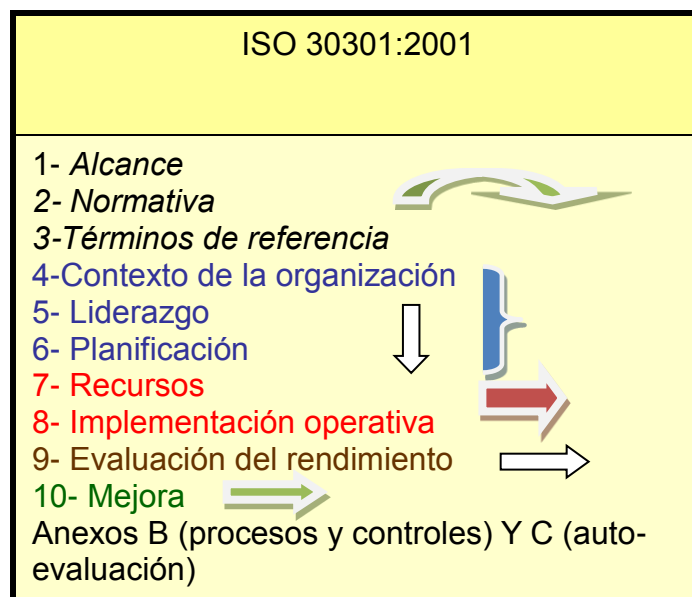 ISO 30301:2001
1- Alcance
2- Normativa
3-Términos de referencia
4-Contexto de la organización
5- Liderazgo
6- Planificación
7- Recursos
8- Implementación operativa
9- Evaluación del rendimiento
10- Mejora
Anexos B (procesos y controles) Y C (auto-
evaluación)